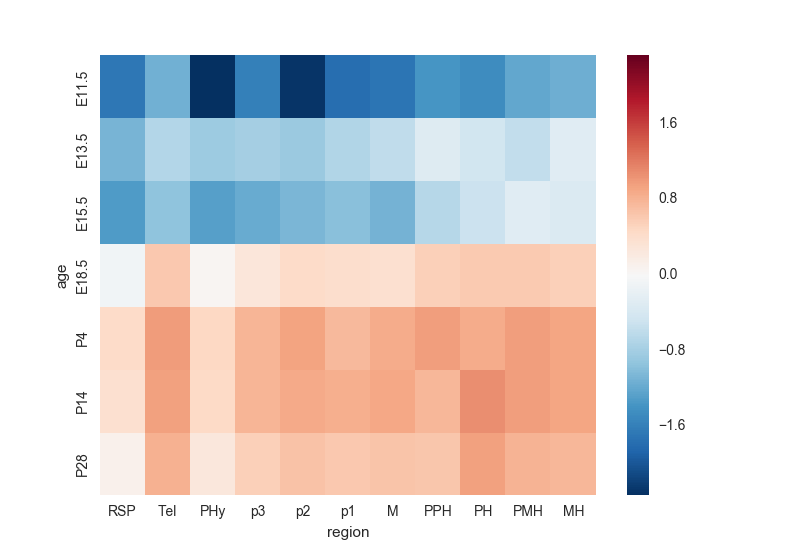 E11.5
E13.5
E15.5
E18.5
P4
P14
P28
age
RSP Tel PHy p3 p2 p1 M PPH PH PMH MH
region
1.6
0.8
0.0
−0.8
−1.6